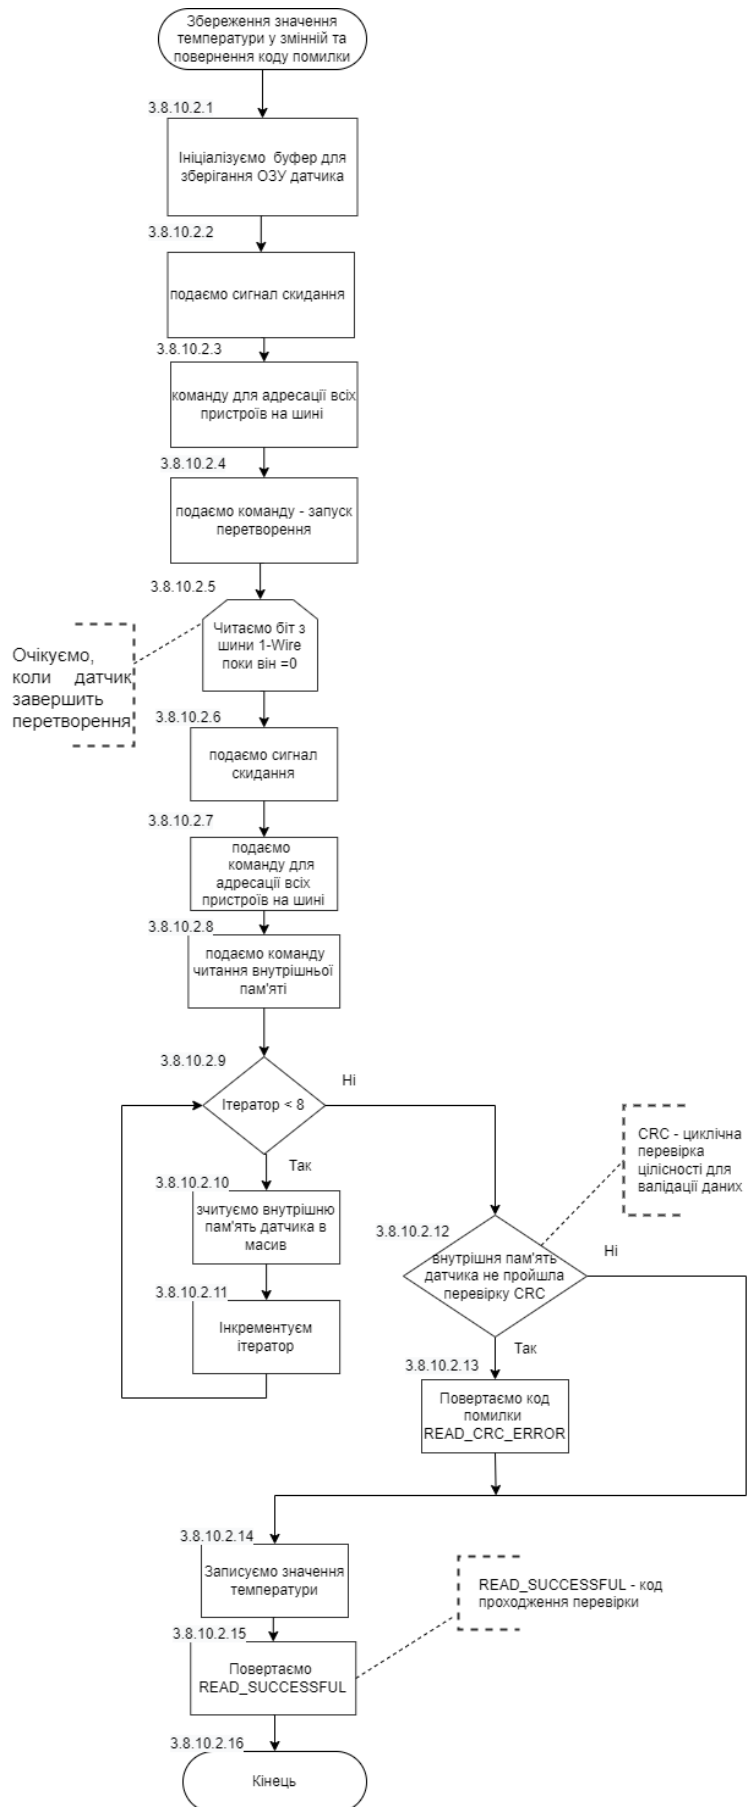 Збереження значення
температури у змінній та
повернення коду помилки
3.8.10.2.1
Ініціалізуємо буфер для
зберігання ОЗУ датчика
3.8.10.2.2
подаємо сигнал скидання
3.8.10.2.3
команду для адресації всіх
пристроїв на шині
3.8.10.2.4
подаємо команду - запуск
перетворення
3.8.10.2.5
Читаємо біт з
шини 1-Wire
поки він =0
Очікуємо,
коли датчик
завершить
перетворення
3.8.10.2.6
подаємо сигнал
скидання
3.8.10.2.7
подаємо
команду для
адресації всіх
пристроїв на шині
3.8.10.2.8
подаємо команду
читання внутрішньої
пам'яті
3.8.10.2.9
Ітератор < 8
Ні
Так
3.8.10.2.10
зчитуємо внутрішню
пам'ять датчика в
масив
3.8.10.2.11
Інкрементуєм
ітератор
CRC - циклічна
перевірка
цілісності для
валідації даних
3.8.10.2.12
внутрішня пам'ять
датчика не пройшла
перевірку CRC
Ні
Так
3.8.10.2.13
Повертаємо код
помилки
READ_CRC_ERROR
3.8.10.2.14
Записуємо значення
температури
READ_SUCCESSFUL - код
проходження перевірки
3.8.10.2.15
Повертаємо
READ_SUCCESSFUL
3.8.10.2.16
Кінець